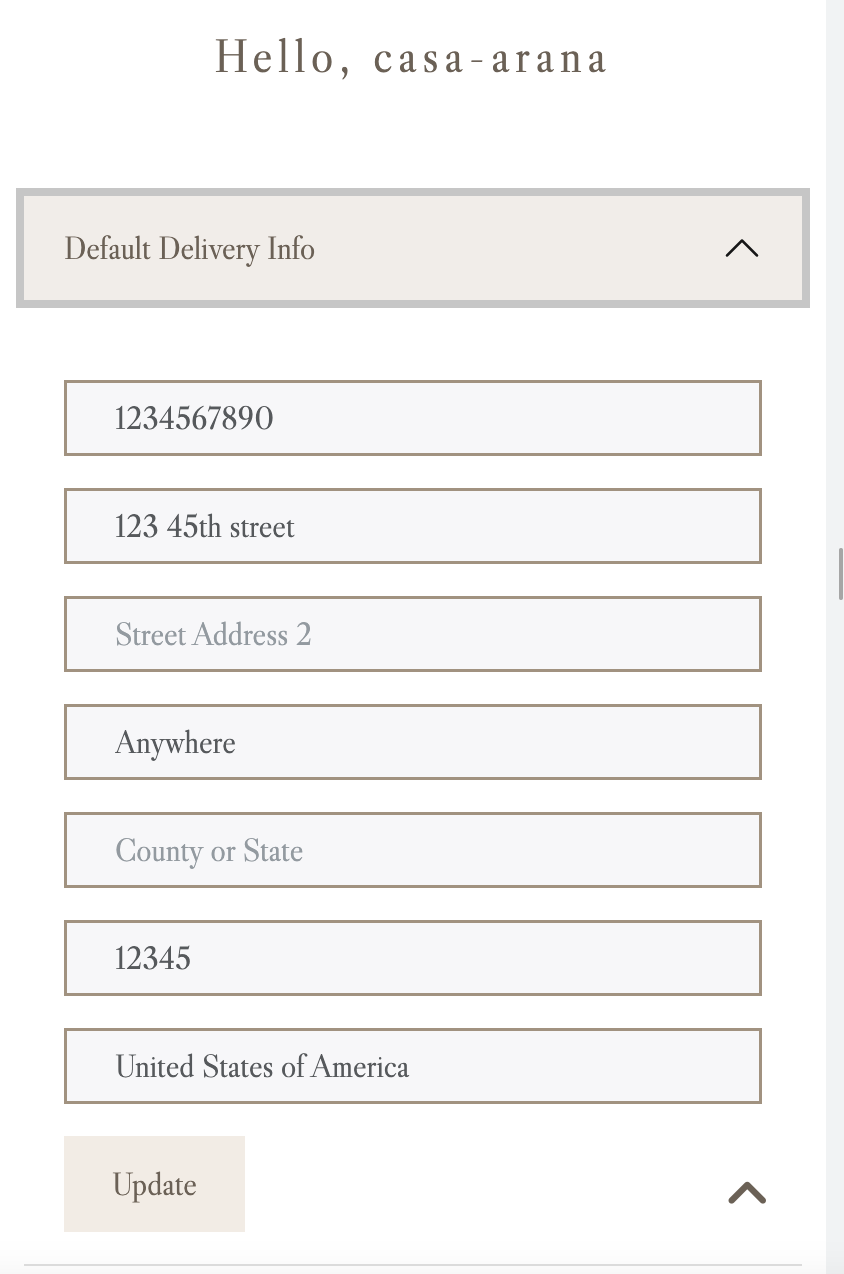 Hello, casa-arana
Default Delivery Info
1234567890
123 45th street
Street Address 2
Anywhere
County or State
12345
United States of America
Update